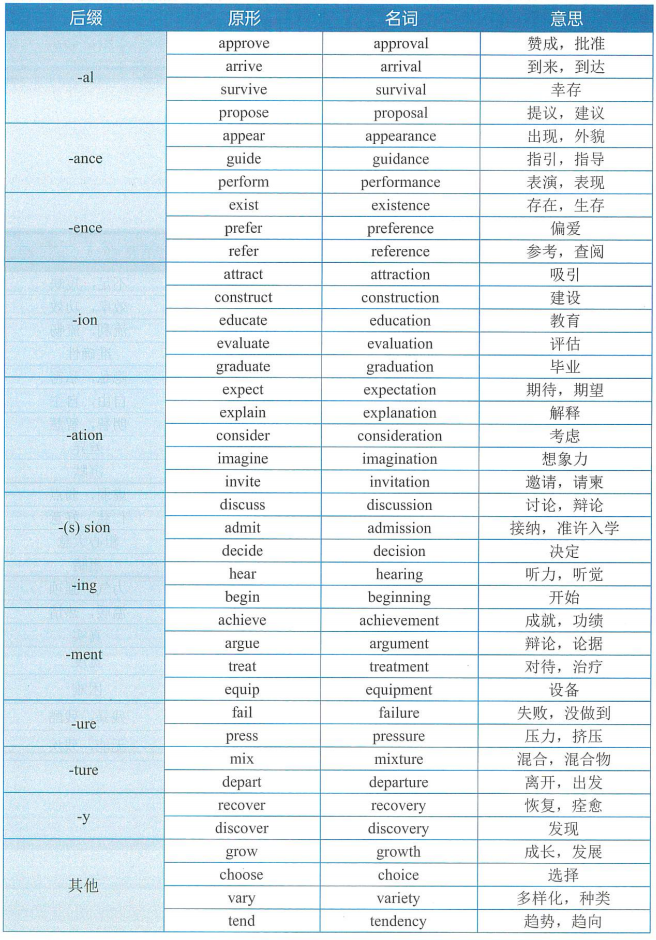 后缀 原形 名词 意思
-al approve approval 赞成，批准
arrive arrival 到来，到达
survive survival 幸存
propose proposal 提议，建议
-ance appear appearance 出现，外貌
guide guidance 指引，指导
perform performance 表演，表现
-ence exist existence 存在，生存
prefer preference 偏爱
refer reference 参考，查阅
-ion attract attraction 吸引
construct construction 建设
educate education 教育
evaluate evaluation 评估
graduate graduation 毕业
-ation expect expectation 期待，期望
explain explanation 解释
consider consideration 考虑
imagine imagination 想象力
invite invitation 邀请，请柬
-(s) sion discuss discussion 讨论，辩论
admit admission 接纳，准许入学
decide decision 决定
-ing hear hearing 听力，听觉
begin beginning 开始
-ment achieve achievement 成就，功绩
argue argument 辩论，论据
treat treatment 对待，治疗
equip equipment 设备
-ure fail failure 失败，没做到
press pressure 压力，挤压
-ture mix mixture 混合，混合物
depart departure 离开，出发
-y recover recovery 恢复，痊愈
discover discovery 发现
其他 grow growth 成长，发展
choose choice 选择
vary variety 多样化，种类
tend tendency 趋势，趋向